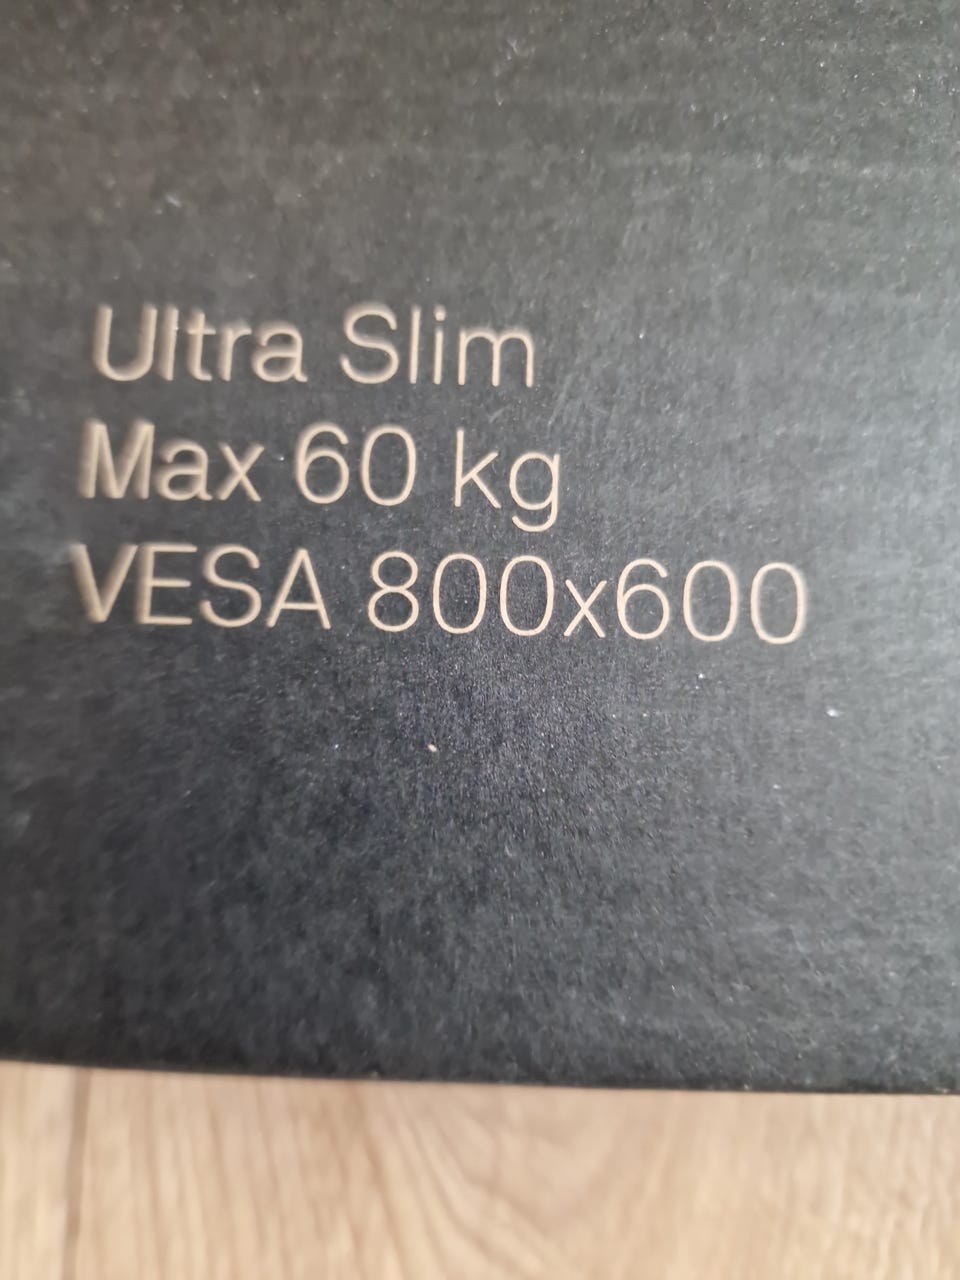 Ultra Slim
Max 60 kg
VESA 800x600